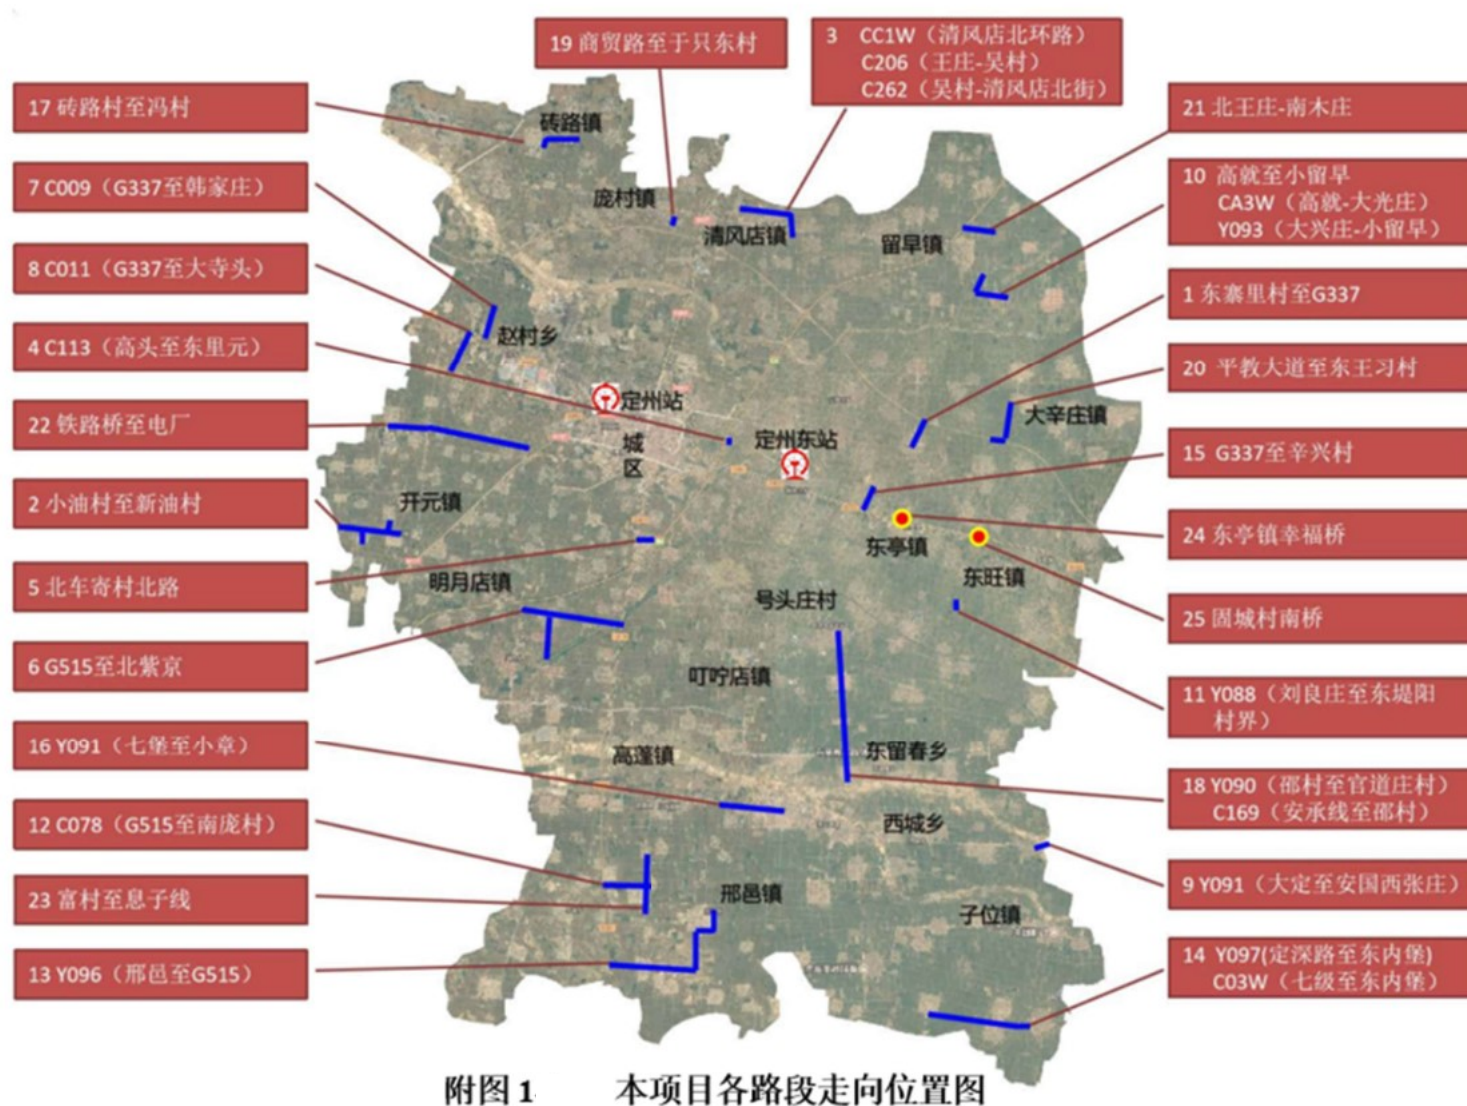 19 商贸路至于只东村
3 CC1W（清风店北环路）
C206（王庄-吴村）
C262（吴村-清风店北街）
17 砖路村至冯村
7 C009（G337至韩家庄）
8 C011（G337至大寺头）
4 C113（高头至东里元）
22 铁路桥至电厂
2 小油村至新油村
5 北车寄村北路
6 G515至北紫京
16 Y091（七堡至小章）
12 C078（G515至南庞村）
23 富村至息子线
13 Y096（邢邑至G515）
21 北王庄-南木庄
10 高就至小留早
CA3W（高就-大光庄）
Y093（大兴庄-小留早）
1 东寨里村至G337
20 平教大道至东王习村
15 G337至辛兴村
24 东亭镇幸福桥
25 固城村南桥
11 Y088（刘良庄至东堤阳
村界）
18 Y090（邵村至官道庄村）
C169（安承线至邵村）
9 Y091（大定至安国西张庄）
14 Y097(定深路至东内堡)
C03W（七级至东内堡）
砖路镇
庞村镇
清风店镇
留早镇
赵村乡
定州站
城
区
定州东站
大辛庄镇
开元镇
东亭镇
东旺镇
明月店镇
号头庄村
叮咛店镇
高蓬镇
东留春乡
西城乡
邢邑镇
子位镇
附图 1 本项目各路段走向位置图